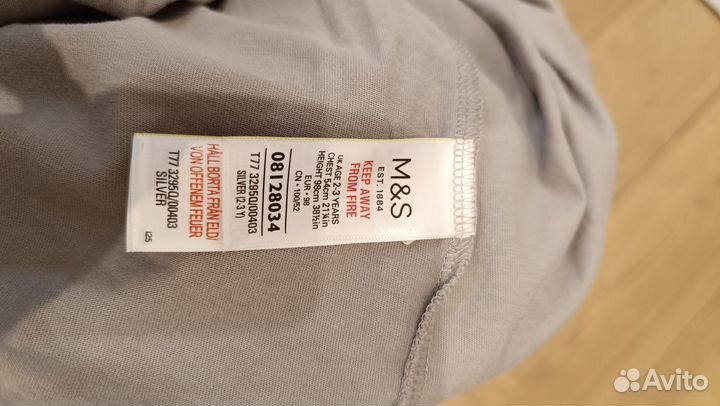 M&S
EST. 1884
KEEP AWAY
FROM FIRE
UK AGE 2-3 YEARS
CHEST 54cm 21¼in
HEIGHT 98cm 38½in
EUR • 98
CN • 100/52
08128034
T77 3295Q/00403
SILVER (2-3 Y)
HÅLL BORTA FRÅN ELD/
VON OFFENEM FEUER
T77 3295Q/00403
SILVER
125
Avito